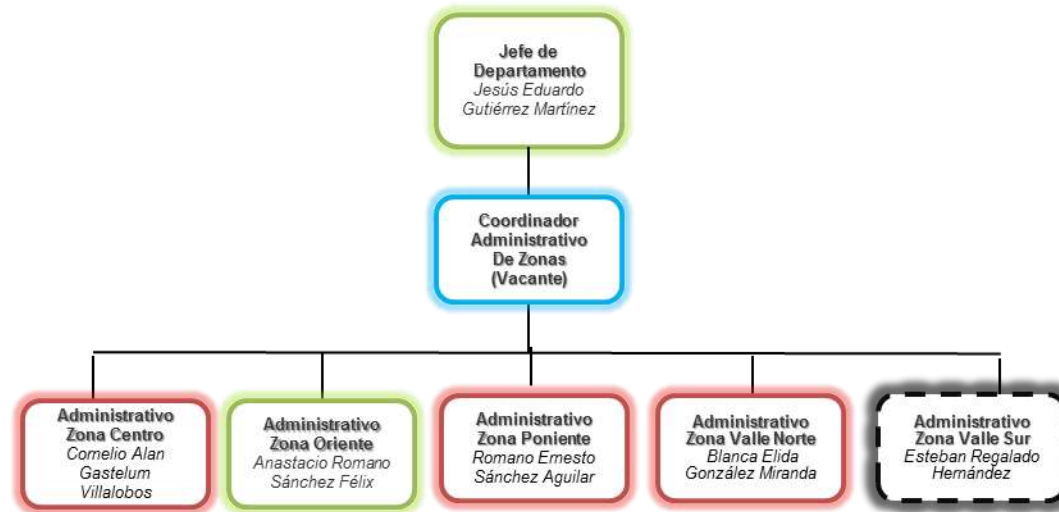 Jefe de
Departamento
Jesús Eduardo
Gutiérrez Martínez
Coordinador
Administrativo
De Zonas
(Vacante)
Administrativo
Zona Centro
Cornelio Alan
Gastelum
Villalobos
Administrativo
Zona Oriente
Anastacio Romano
Sánchez Félix
Administrativo
Zona Poniente
Romano Ernesto
Sánchez Aguilar
Administrativo
Zona Valle Norte
Blanca Elida
González Miranda
Administrativo
Zona Valle Sur
Esteban Regalado
Hernández